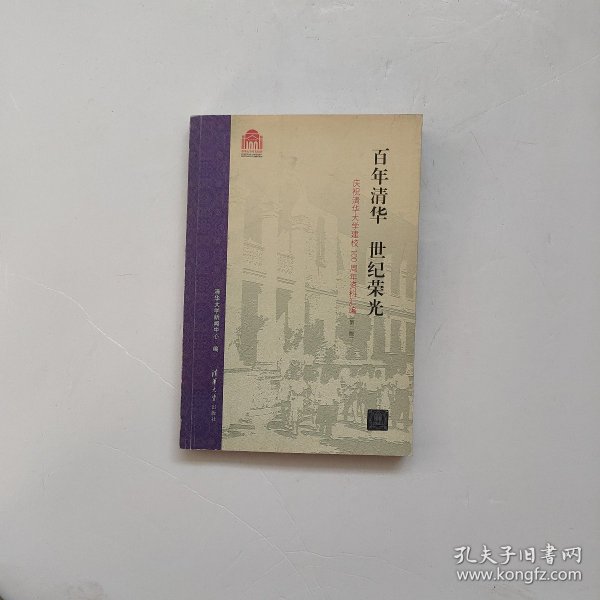 百年清华 世纪荣光
庆祝清华大学建校100周年资料汇编
清华大学新闻中心 编
清华大学出版社
孔夫子旧书网
www.kongfz.com